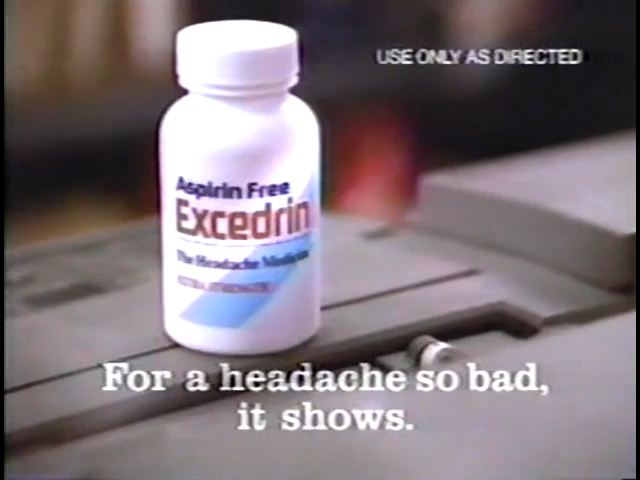 USE ONLY AS DIRECTED
Aspirin Free
Excedrin
The Headache Medicine
For a headache so bad,
it shows.